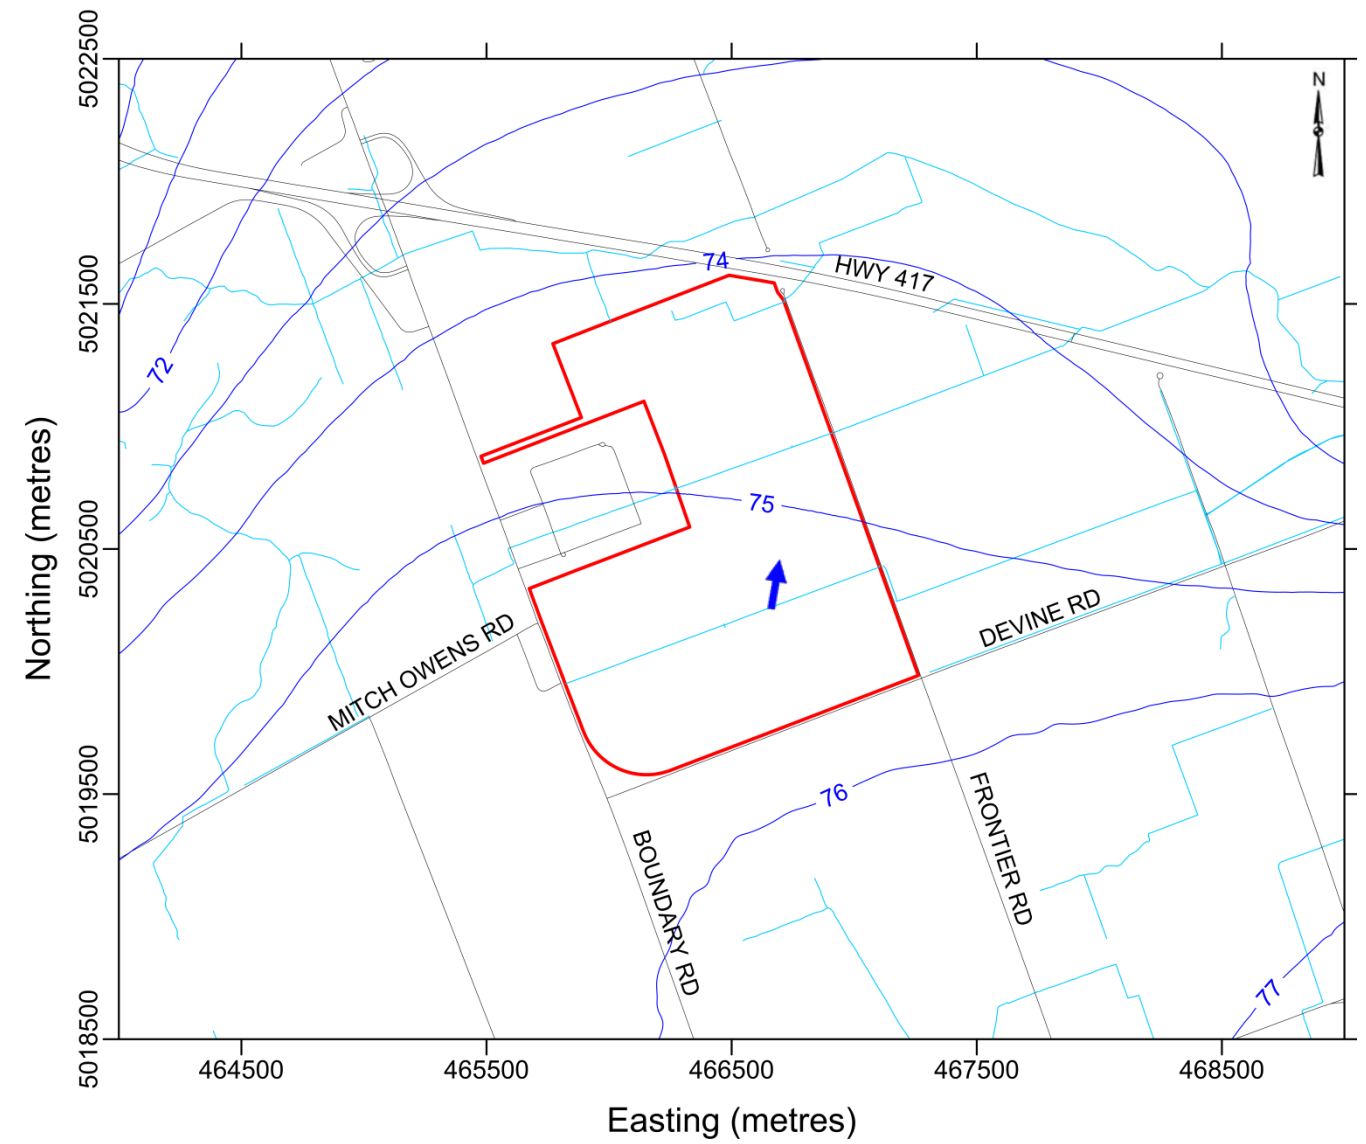 5022500
N
74
HWY 417
5021500
72
75
5020500
DEVINE RD
MITCH OWENS RD
Northing (metres)
76
5019500
FRONTIER RD
BOUNDARY RD
77
5018500
464500
465500
466500
467500
468500
Easting (metres)